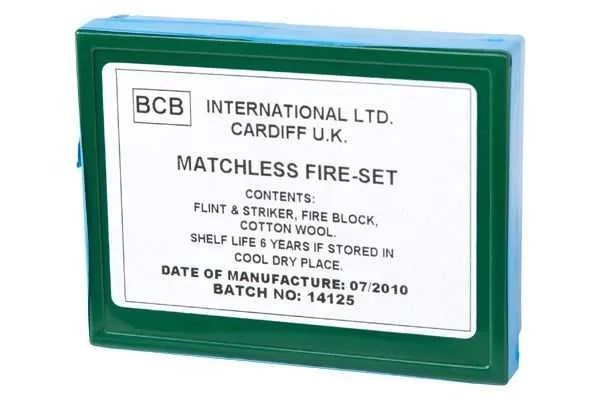 BCB
INTERNATIONAL LTD.
CARDIFF U.K.
MATCHLESS FIRE-SET
CONTENTS:
FLINT & STRIKER, FIRE BLOCK,
COTTON WOOL.
SHELF LIFE 6 YEARS IF STORED IN
COOL DRY PLACE.
DATE OF MANUFACTURE: 07/2010
BATCH NO: 14125